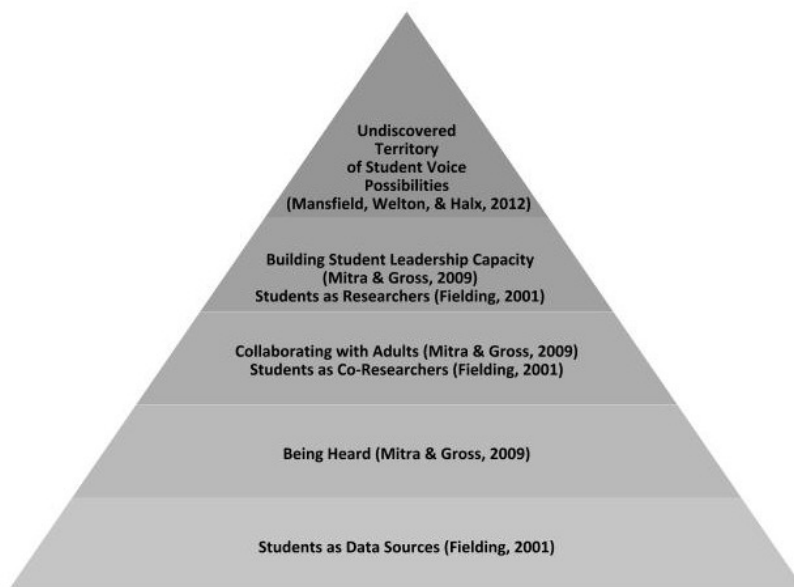 Undiscovered
Territory
of Student Voice
Possibilities
(Mansfield, Welton, & Halx, 2012)
Building Student Leadership Capacity
(Mitra & Gross, 2009)
Students as Researchers (Fielding, 2001)
Collaborating with Adults (Mitra & Gross, 2009)
Students as Co-Researchers (Fielding, 2001)
Being Heard (Mitra & Gross, 2009)
Students as Data Sources (Fielding, 2001)